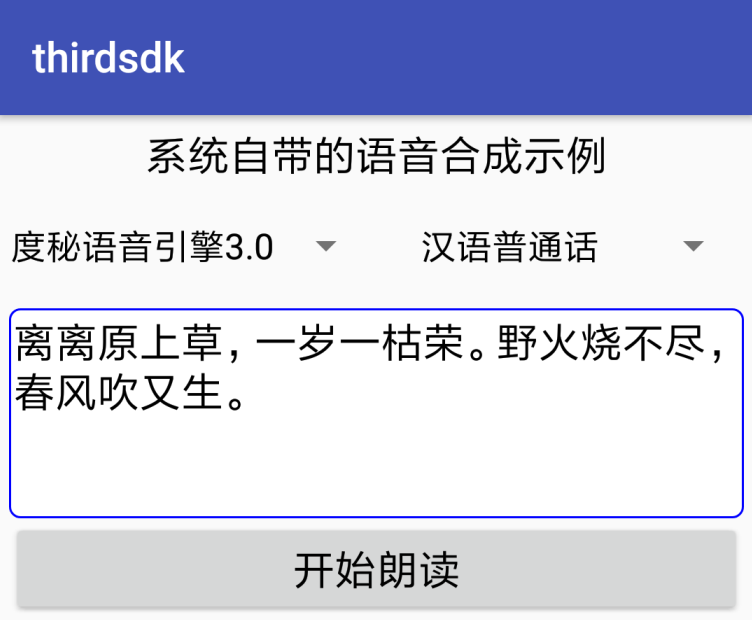 thirdsdk
系统自带的语音合成示例
度秘语音引擎3.0 汉语普通话
离离原上草，一岁一枯荣。野火烧不尽，
春风吹又生。
开始朗读